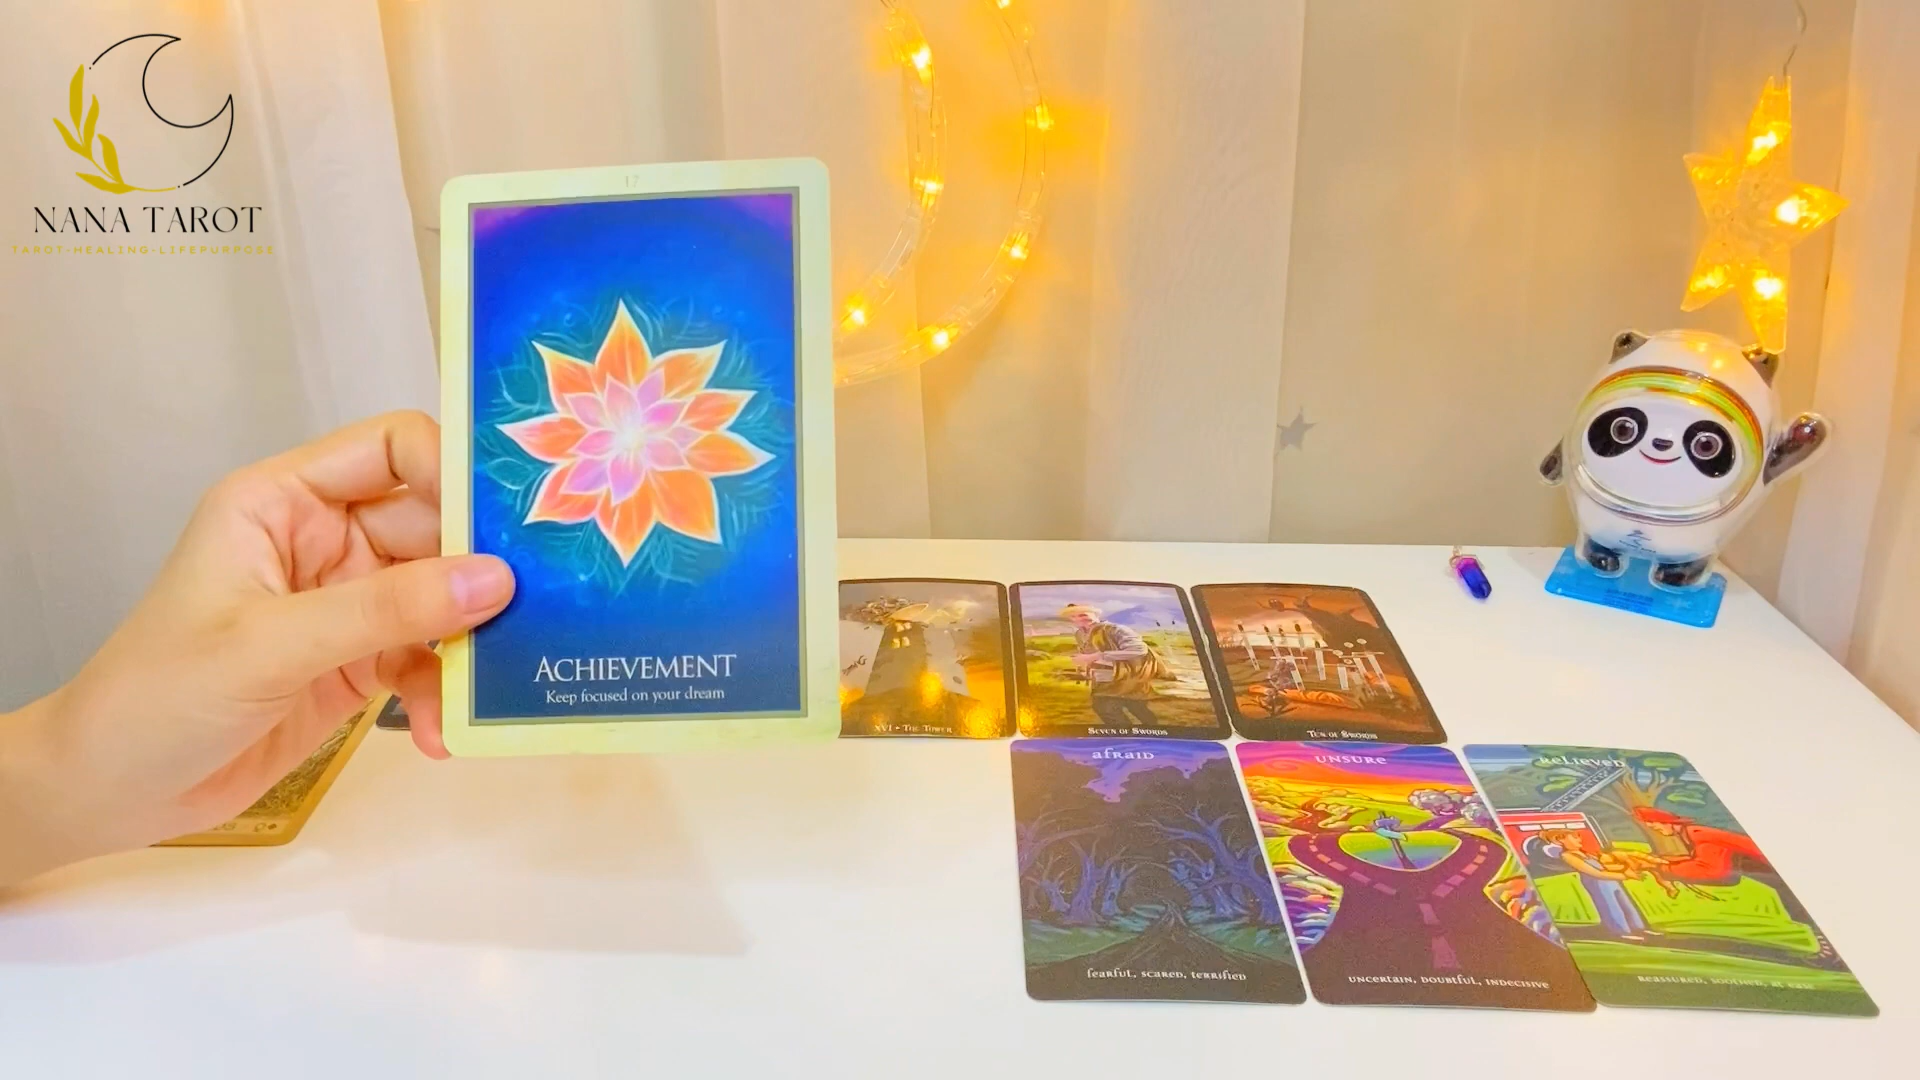 NANA TAROT
TAROT-HEALING-LIFEPURPOSE
17
ACHIEVEMENT
Keep focused on your dream
XVI • THE TOWER
SEVEN OF SWORDS
TEN OF SWORDS
afraid
unsure
relieved
fearful, scared, terrified
uncertain, doubtful, indecisive
reassured, soothed, at ease